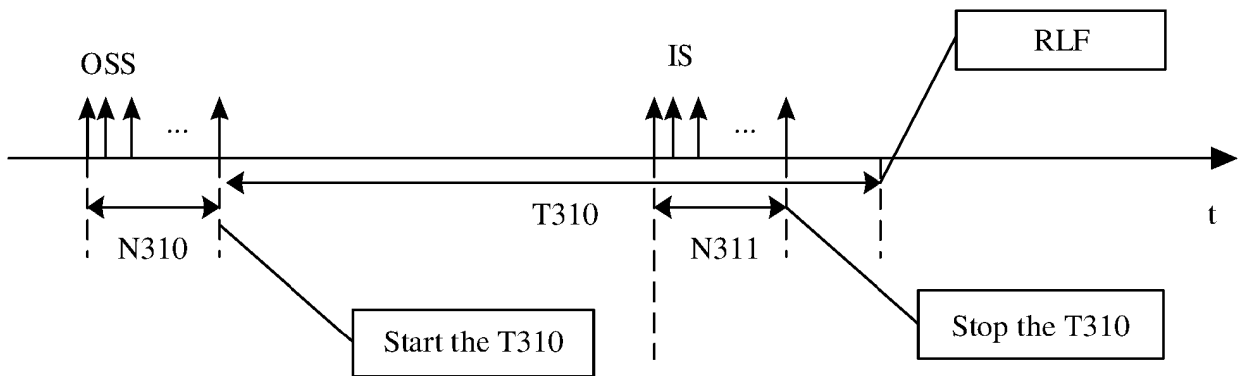 RLF
OSS
IS
...
...
T310
t
N310
N311
Start the T310
Stop the T310